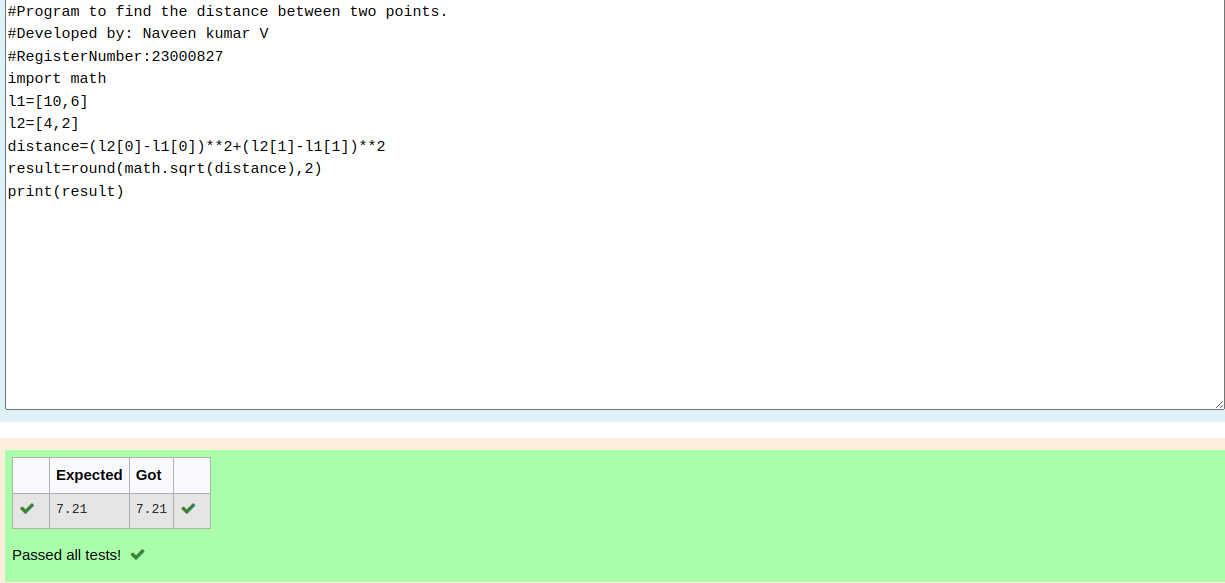 #Program to find the distance between two points.
#Developed by: Naveen kumar V
#RegisterNumber:23000827
import math
l1=[10,6]
l2=[4,2]
distance=(l2[0]-l1[0])**2+(l2[1]-l1[1])**2
result=round(math.sqrt(distance),2)
print(result)
Expected Got
7.21 7.21
Passed all tests!